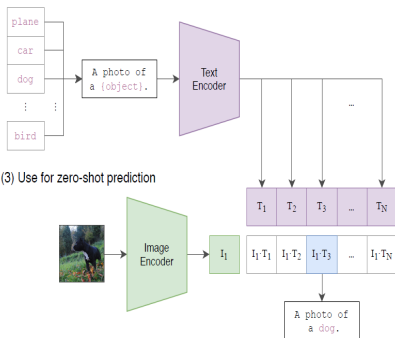 plane
car
dog
⋮ ⋮
bird
A photo of
a {object}.
Text
Encoder
...
(3) Use for zero-shot prediction
T1 T2 T3 ... TN
Image
Encoder
I1
I1·T1 I1·T2 I1·T3 ... I1·TN
A photo of
a dog.